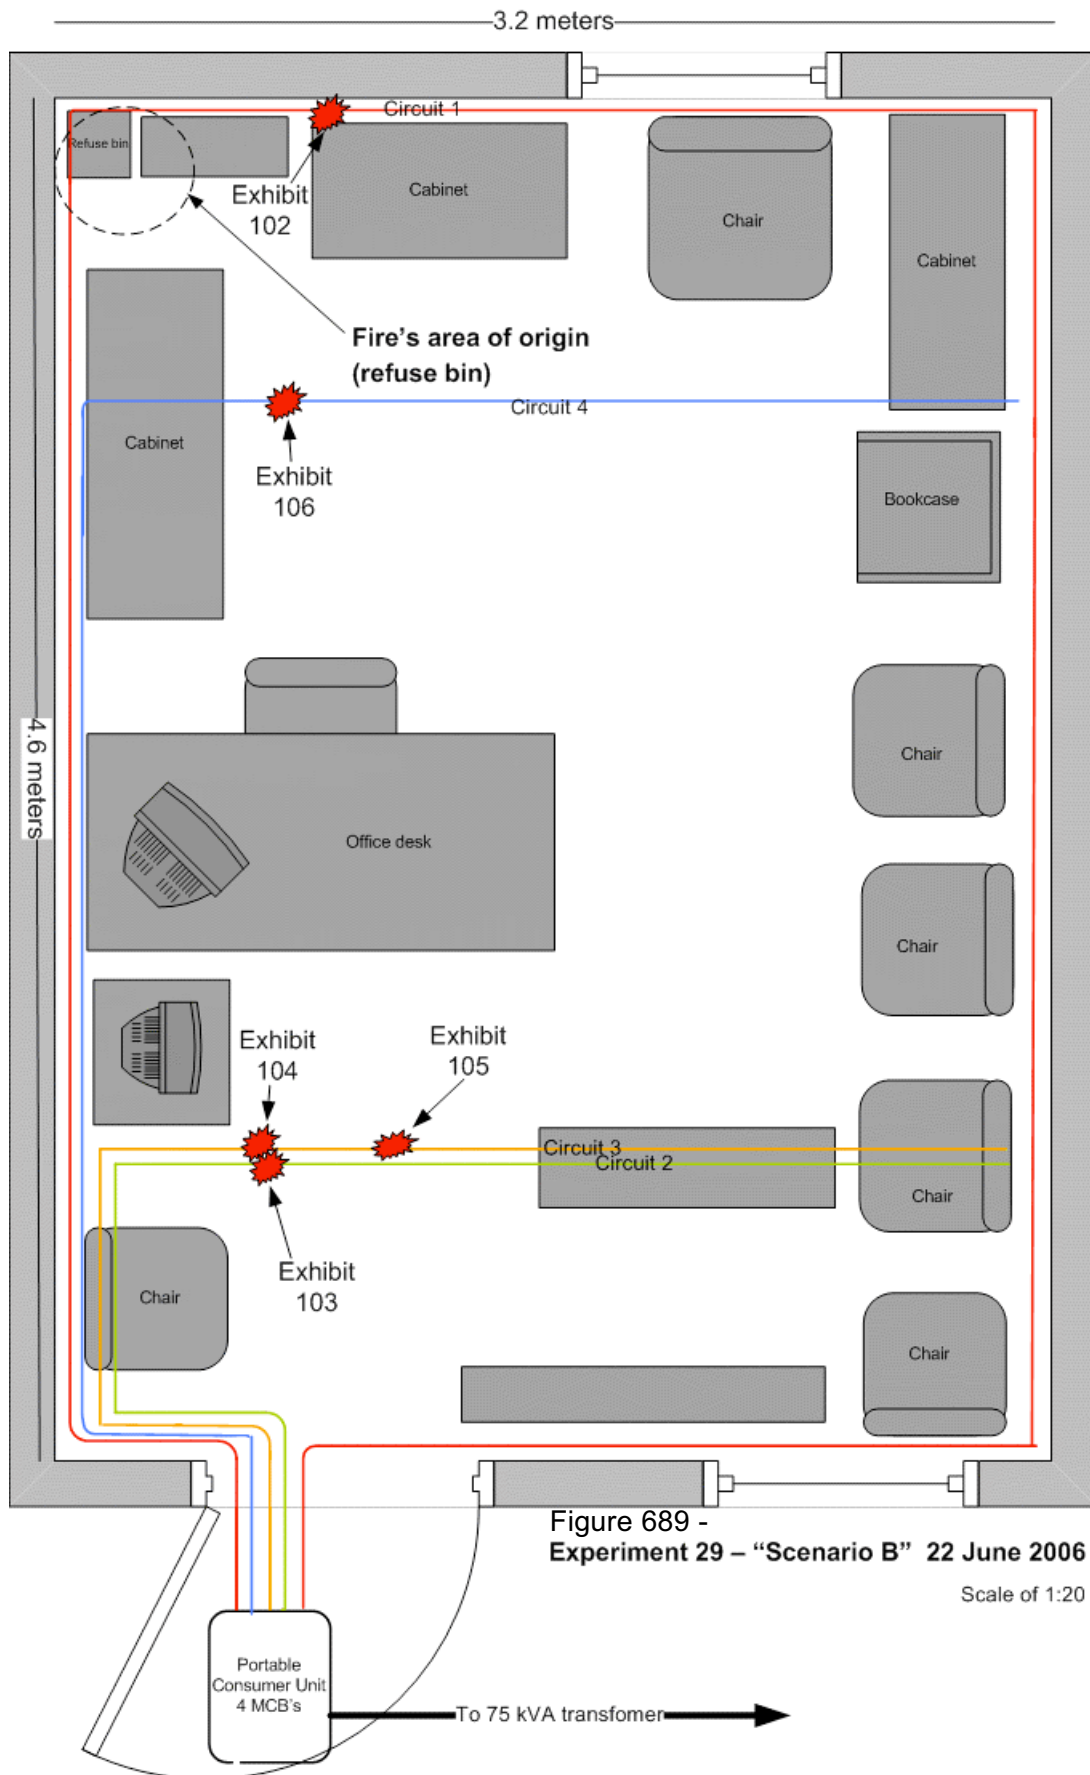 3.2 meters
Circuit 1
Refuse bin
Exhibit
102
Cabinet
Chair
Cabinet
Fire's area of origin
(refuse bin)
Circuit 4
Cabinet
Exhibit
106
Bookcase
4.6 meters
Chair
Office desk
Chair
Exhibit
104
Exhibit
105
Circuit 3
Circuit 2
Chair
Exhibit
103
Chair
Chair
Figure 689 -
Experiment 29 – “Scenario B” 22 June 2006
Scale of 1:20
Portable
Consumer Unit
4 MCB's
To 75 kVA transfomer